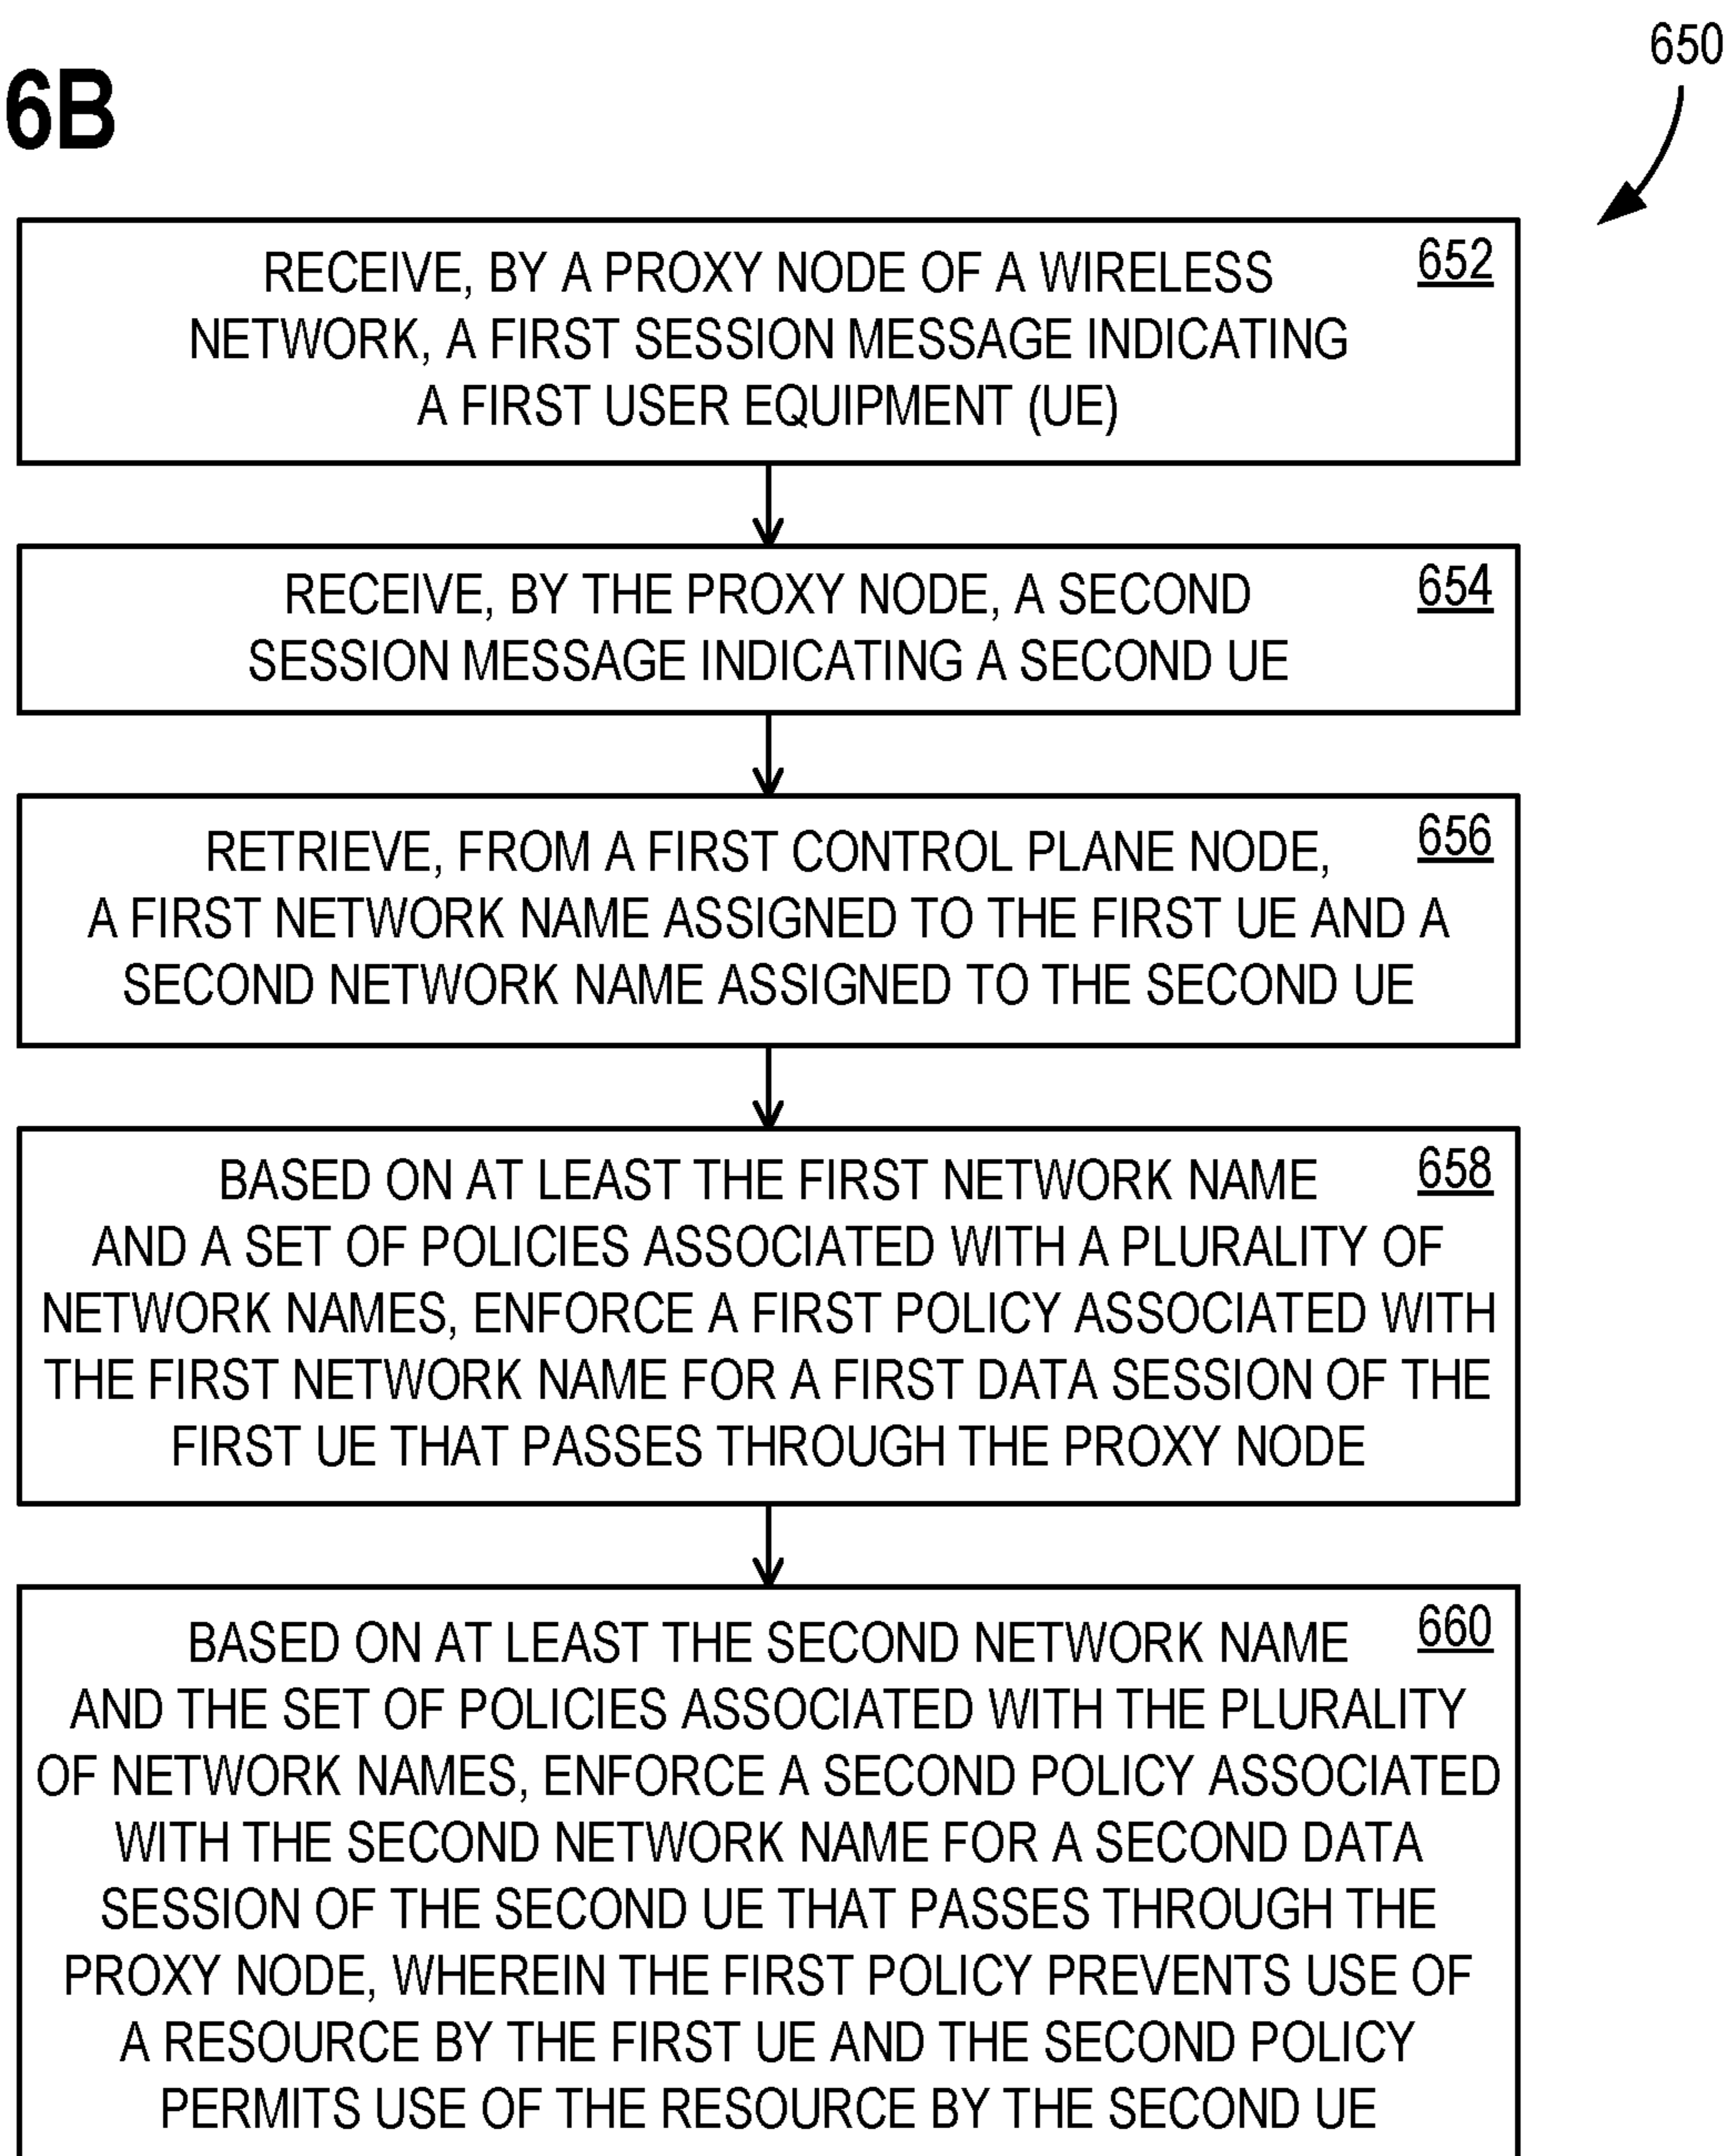 650
6B
RECEIVE, BY A PROXY NODE OF A WIRELESS 652
NETWORK, A FIRST SESSION MESSAGE INDICATING
A FIRST USER EQUIPMENT (UE)
RECEIVE, BY THE PROXY NODE, A SECOND 654
SESSION MESSAGE INDICATING A SECOND UE
RETRIEVE, FROM A FIRST CONTROL PLANE NODE, 656
A FIRST NETWORK NAME ASSIGNED TO THE FIRST UE AND A
SECOND NETWORK NAME ASSIGNED TO THE SECOND UE
BASED ON AT LEAST THE FIRST NETWORK NAME 658
AND A SET OF POLICIES ASSOCIATED WITH A PLURALITY OF
NETWORK NAMES, ENFORCE A FIRST POLICY ASSOCIATED WITH
THE FIRST NETWORK NAME FOR A FIRST DATA SESSION OF THE
FIRST UE THAT PASSES THROUGH THE PROXY NODE
BASED ON AT LEAST THE SECOND NETWORK NAME 660
AND THE SET OF POLICIES ASSOCIATED WITH THE PLURALITY
OF NETWORK NAMES, ENFORCE A SECOND POLICY ASSOCIATED
WITH THE SECOND NETWORK NAME FOR A SECOND DATA
SESSION OF THE SECOND UE THAT PASSES THROUGH THE
PROXY NODE, WHEREIN THE FIRST POLICY PREVENTS USE OF
A RESOURCE BY THE FIRST UE AND THE SECOND POLICY
PERMITS USE OF THE RESOURCE BY THE SECOND UE